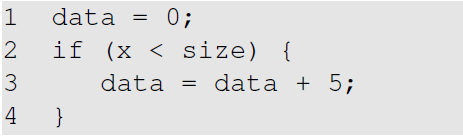 1  data = 0;
2  if (x < size) {
3     data = data + 5;
4  }